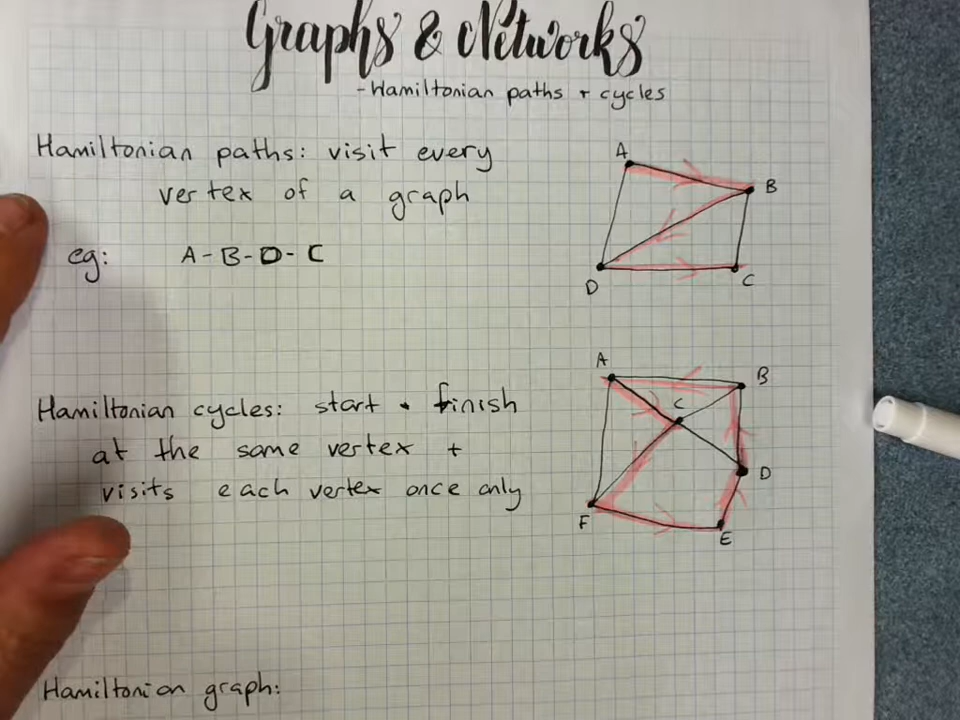 Graphs & Networks
- Hamiltonian paths + cycles
Hamiltonian paths: visit every
vertex of a graph
eg: A - B - D - C
A
B
D
C
Hamiltonian cycles: start + finish
at the same vertex +
visits each vertex once only
A
B
C
D
F
E
Hamiltonian graph: